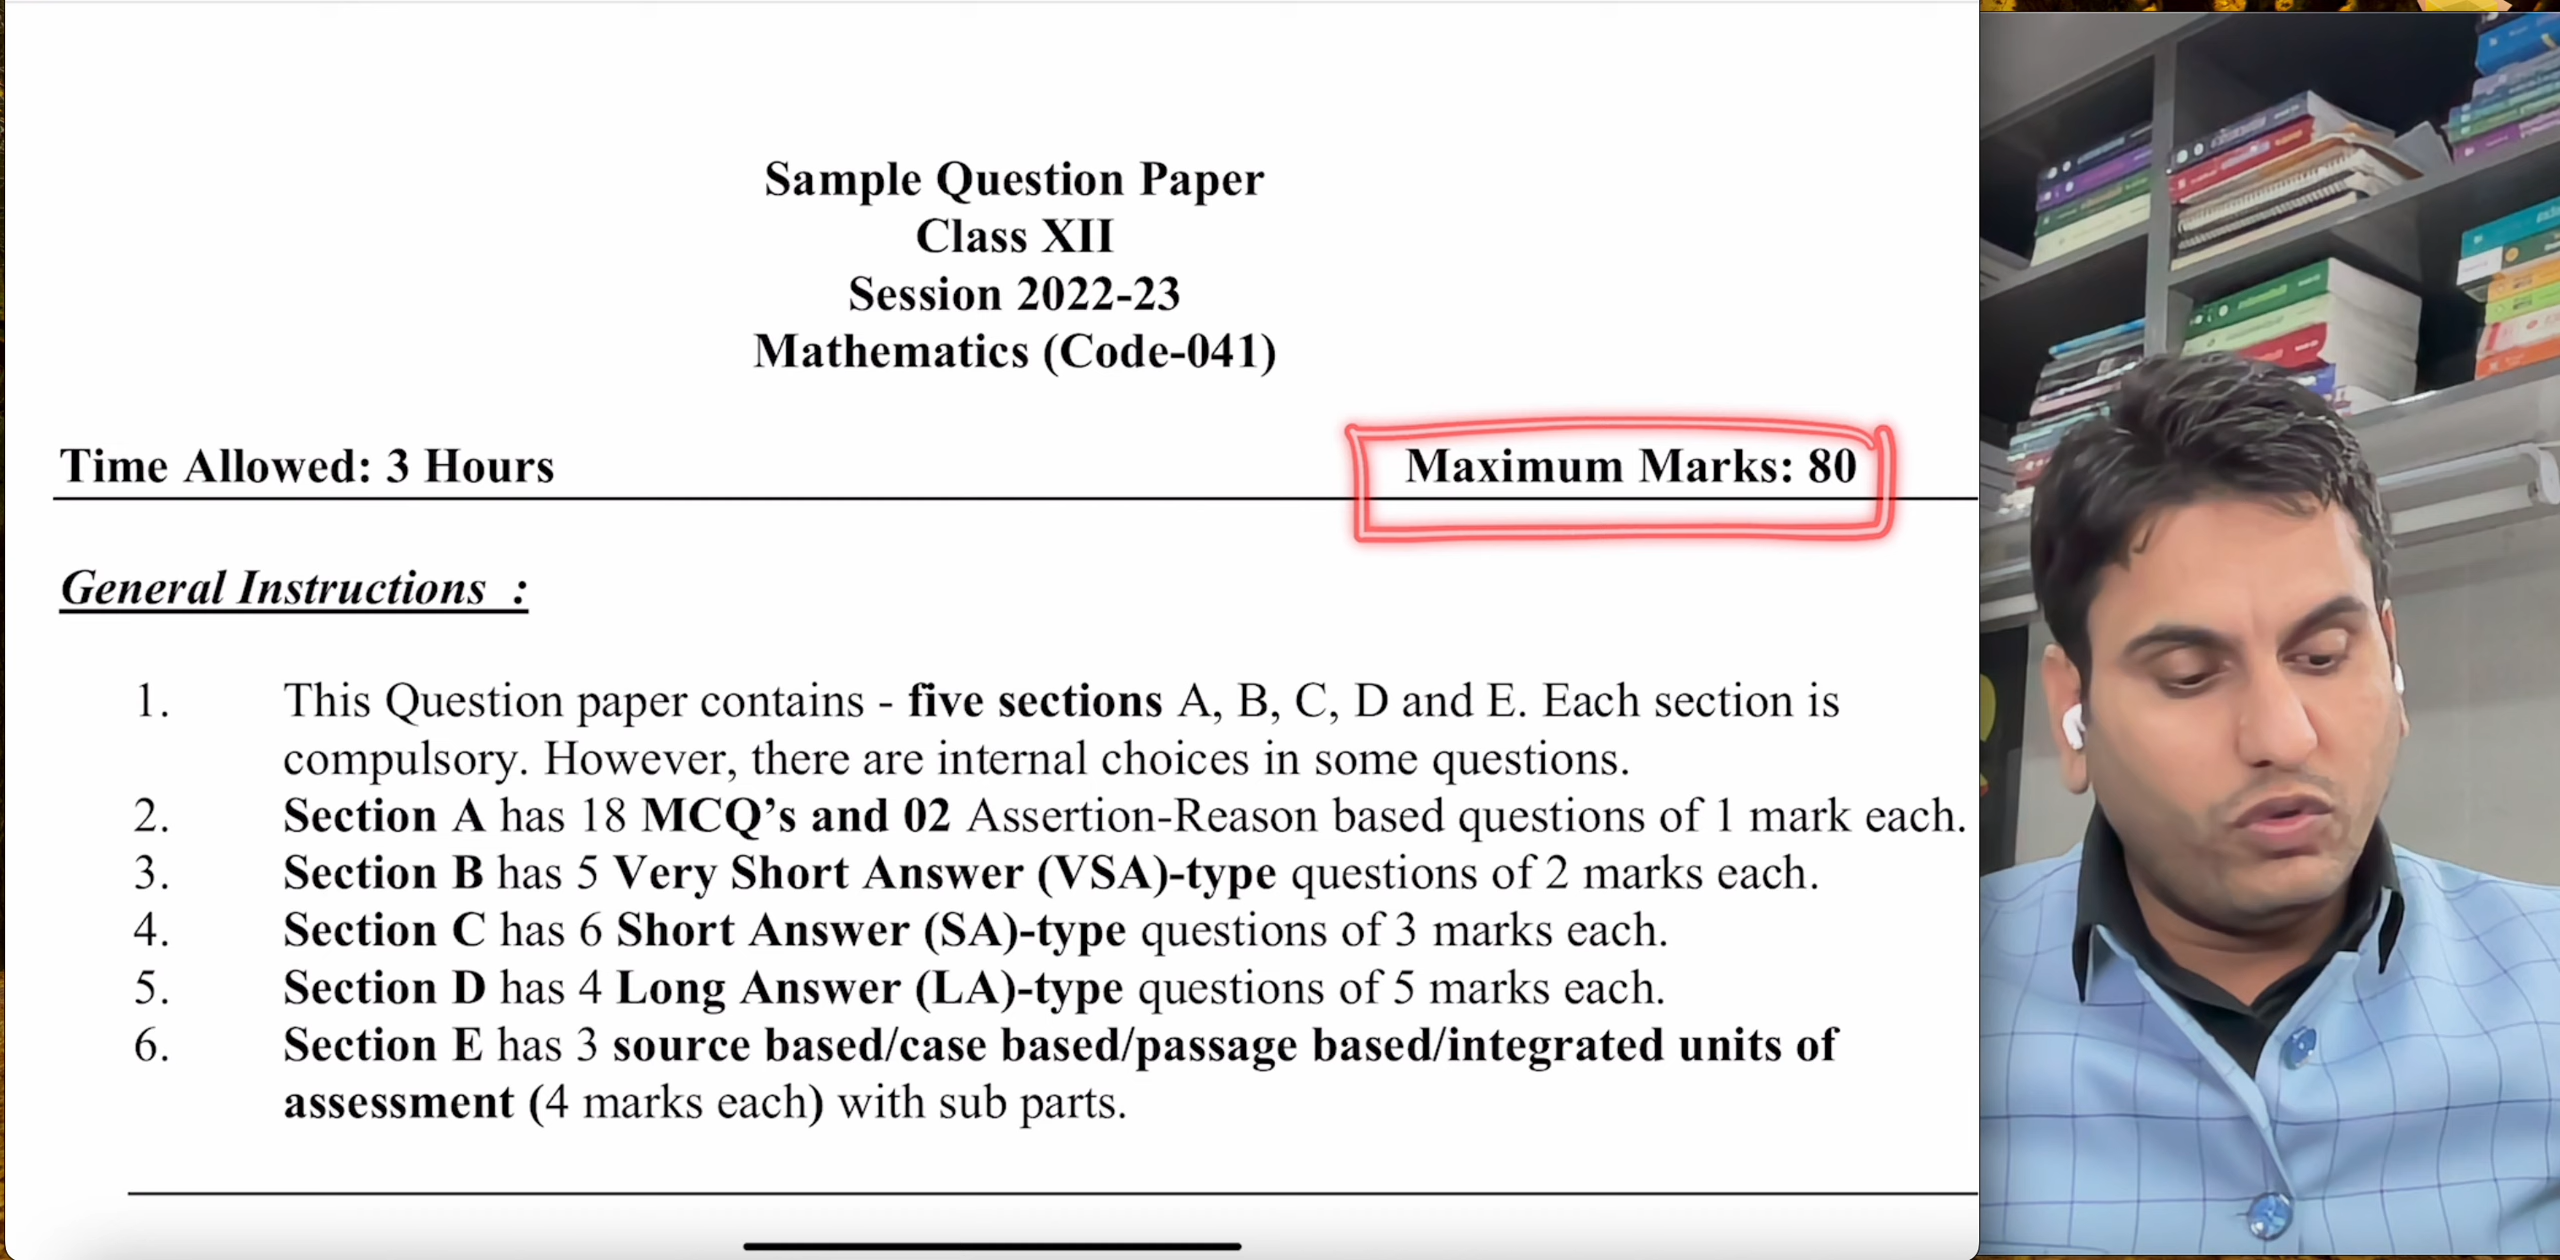 Sample Question Paper
Class XII
Session 2022-23
Mathematics (Code-041)
Time Allowed: 3 Hours Maximum Marks: 80
General Instructions :
1. This Question paper contains - five sections A, B, C, D and E. Each section is
compulsory. However, there are internal choices in some questions.
2. Section A has 18 MCQ’s and 02 Assertion-Reason based questions of 1 mark each.
3. Section B has 5 Very Short Answer (VSA)-type questions of 2 marks each.
4. Section C has 6 Short Answer (SA)-type questions of 3 marks each.
5. Section D has 4 Long Answer (LA)-type questions of 5 marks each.
6. Section E has 3 source based/case based/passage based/integrated units of
assessment (4 marks each) with sub parts.